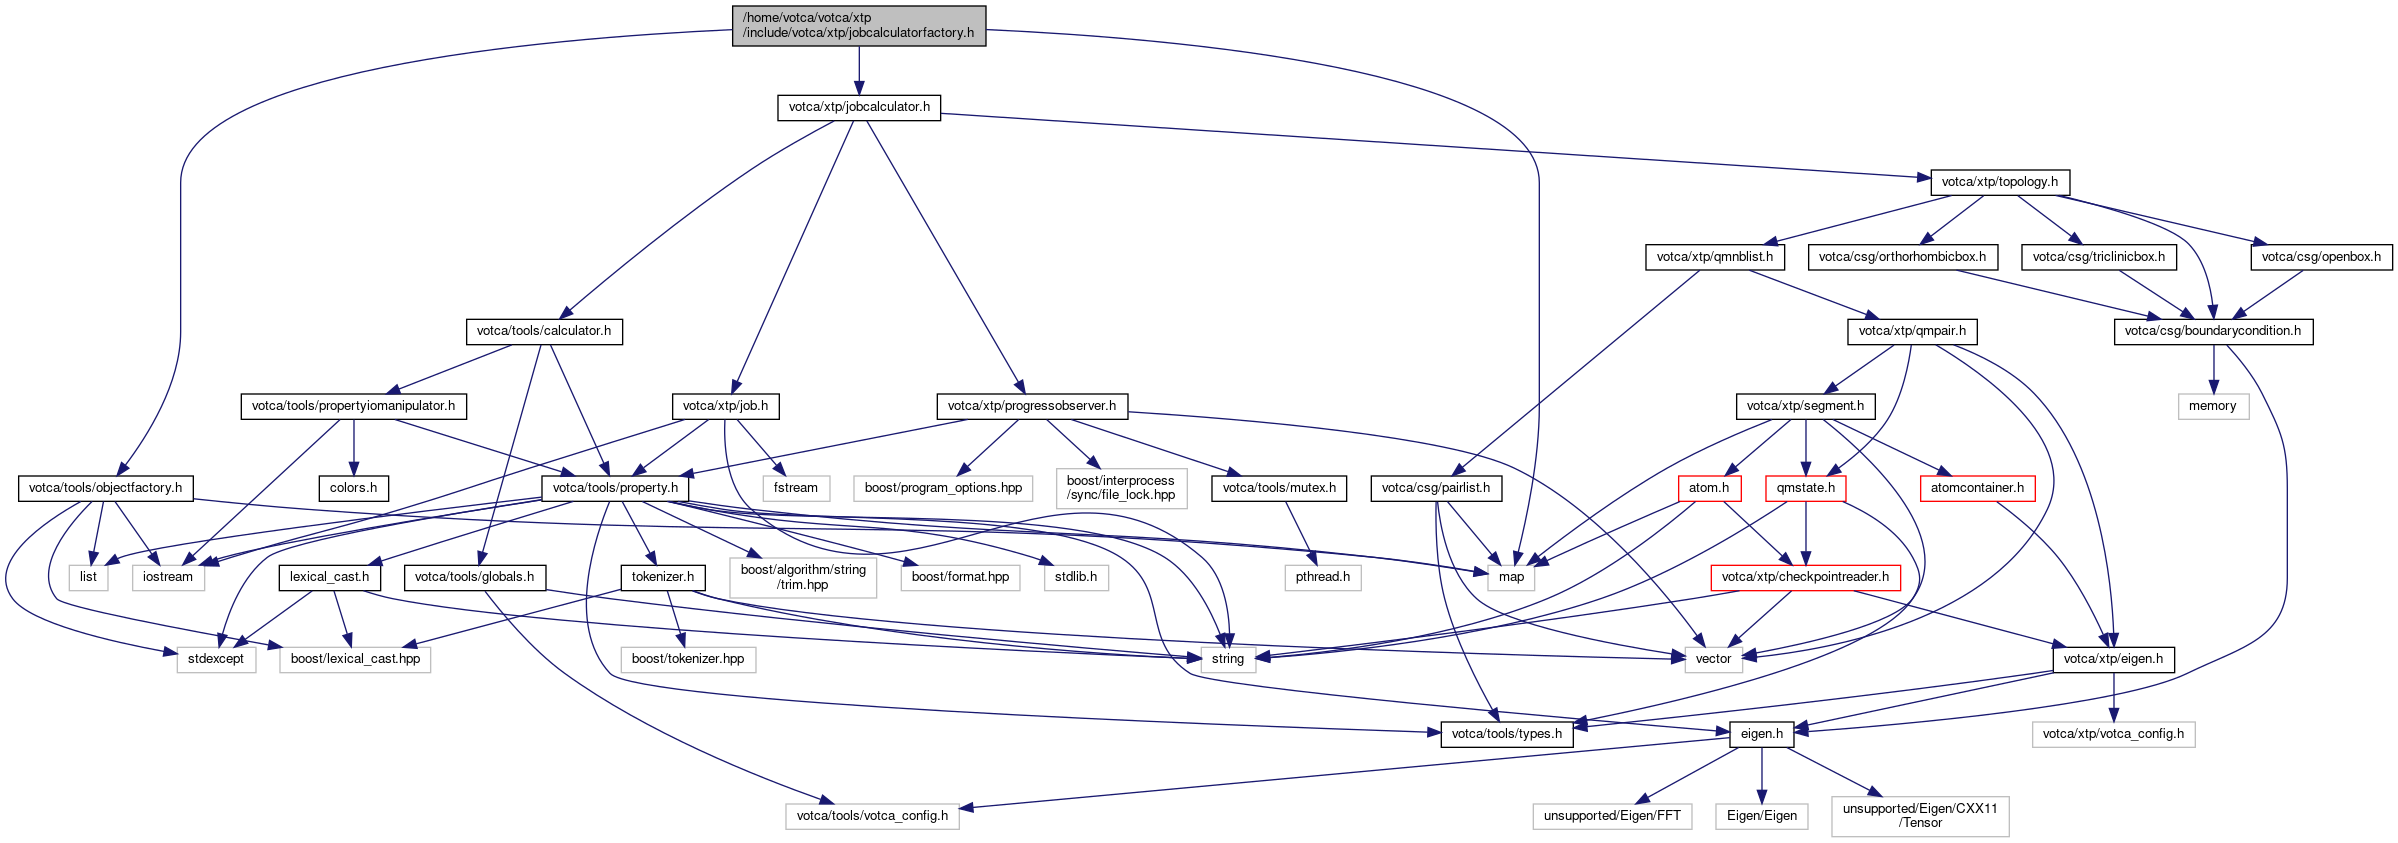 /home/votca/votca/xtp
/include/votca/xtp/jobcalculatorfactory.h
votca/xtp/jobcalculator.h
votca/xtp/topology.h
votca/xtp/qmnblist.h
votca/csg/orthorhombicbox.h
votca/csg/triclinicbox.h
votca/csg/openbox.h
votca/tools/calculator.h
votca/xtp/qmpair.h
votca/csg/boundarycondition.h
votca/tools/propertyiomanipulator.h
votca/xtp/job.h
votca/xtp/progressobserver.h
votca/xtp/segment.h
memory
votca/tools/objectfactory.h
colors.h
votca/tools/property.h
fstream
boost/program_options.hpp
boost/interprocess
/sync/file_lock.hpp
votca/tools/mutex.h
votca/csg/pairlist.h
atom.h
qmstate.h
atomcontainer.h
list
iostream
lexical_cast.h
votca/tools/globals.h
tokenizer.h
boost/algorithm/string
/trim.hpp
boost/format.hpp
stdlib.h
pthread.h
map
votca/xtp/checkpointreader.h
stdexcept
boost/lexical_cast.hpp
boost/tokenizer.hpp
string
vector
votca/xtp/eigen.h
votca/tools/types.h
eigen.h
votca/xtp/votca_config.h
votca/tools/votca_config.h
unsupported/Eigen/FFT
Eigen/Eigen
unsupported/Eigen/CXX11
/Tensor